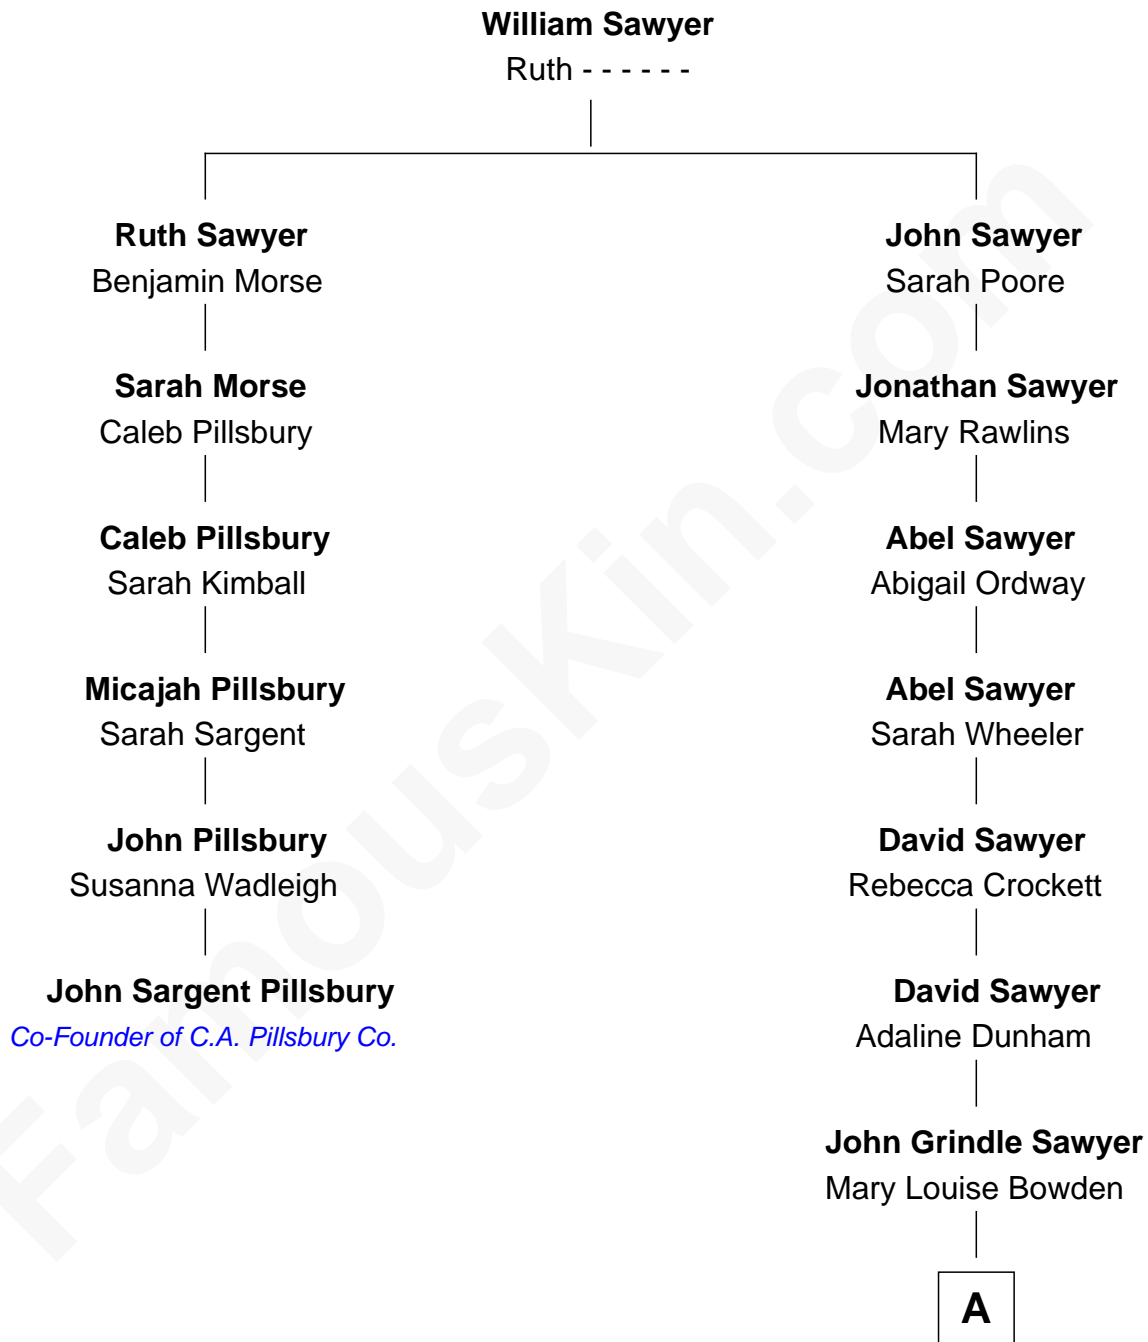 William Sawyer
Ruth - - - - - -
Ruth Sawyer
Benjamin Morse
Sarah Morse
Caleb Pillsbury
Caleb Pillsbury
Sarah Kimball
Micajah Pillsbury
Sarah Sargent
John Pillsbury
Susanna Wadleigh
John Sargent Pillsbury
Co-Founder of C.A. Pillsbury Co.
John Sawyer
Sarah Poore
Jonathan Sawyer
Mary Rawlins
Abel Sawyer
Abigail Ordway
Abel Sawyer
Sarah Wheeler
David Sawyer
Rebecca Crockett
David Sawyer
Adaline Dunham
John Grindle Sawyer
Mary Louise Bowden
A
FamousKin.com